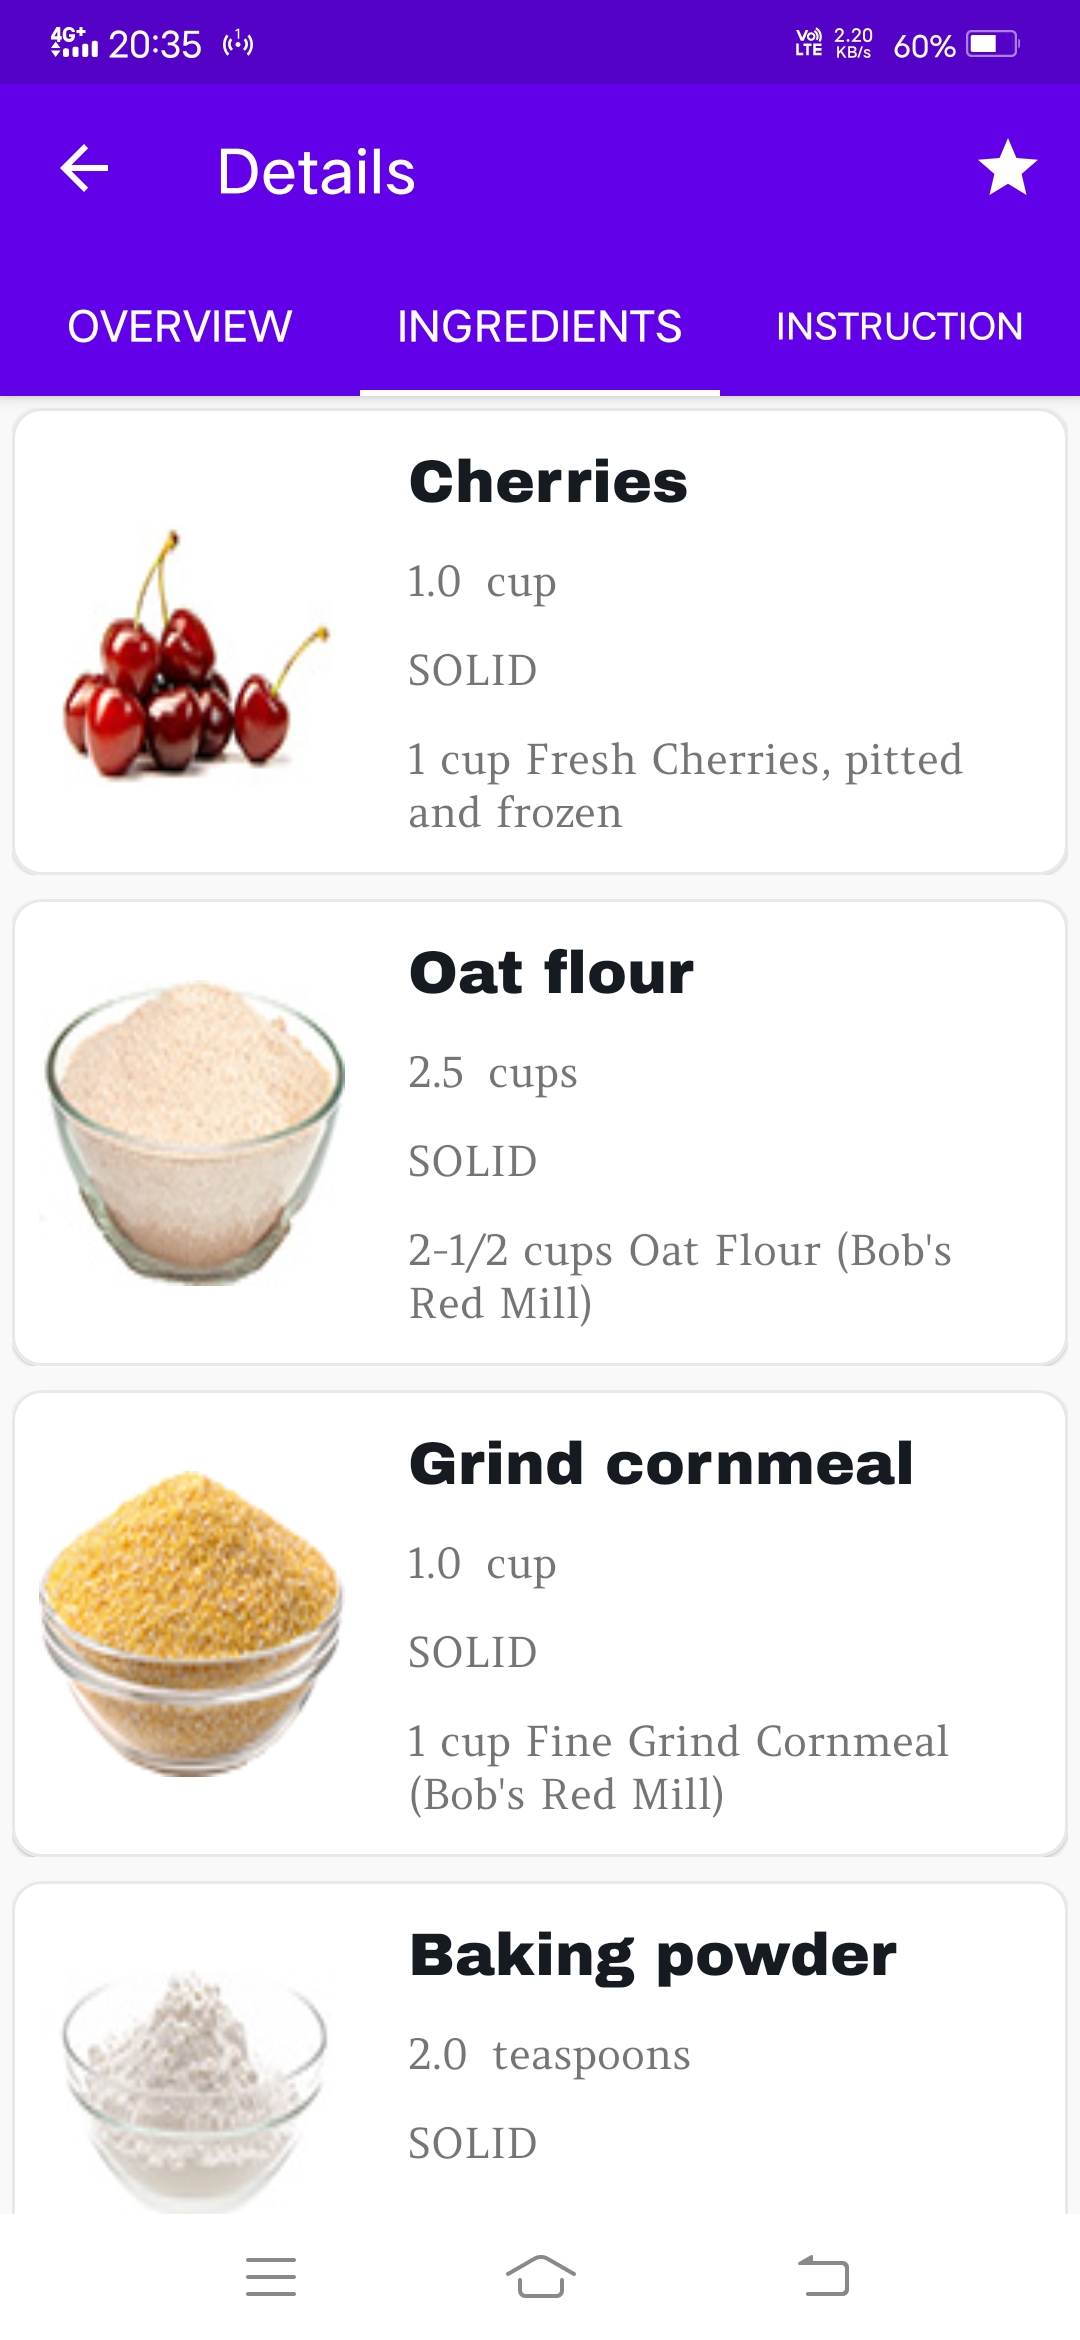 4G+ 20:35 1 Vo) LTE 2.20 KB/s 60%
Details
OVERVIEW INGREDIENTS INSTRUCTION
Cherries
1.0 cup
SOLID
1 cup Fresh Cherries, pitted
and frozen
Oat flour
2.5 cups
SOLID
2-1/2 cups Oat Flour (Bob's
Red Mill)
Grind cornmeal
1.0 cup
SOLID
1 cup Fine Grind Cornmeal
(Bob's Red Mill)
Baking powder
2.0 teaspoons
SOLID